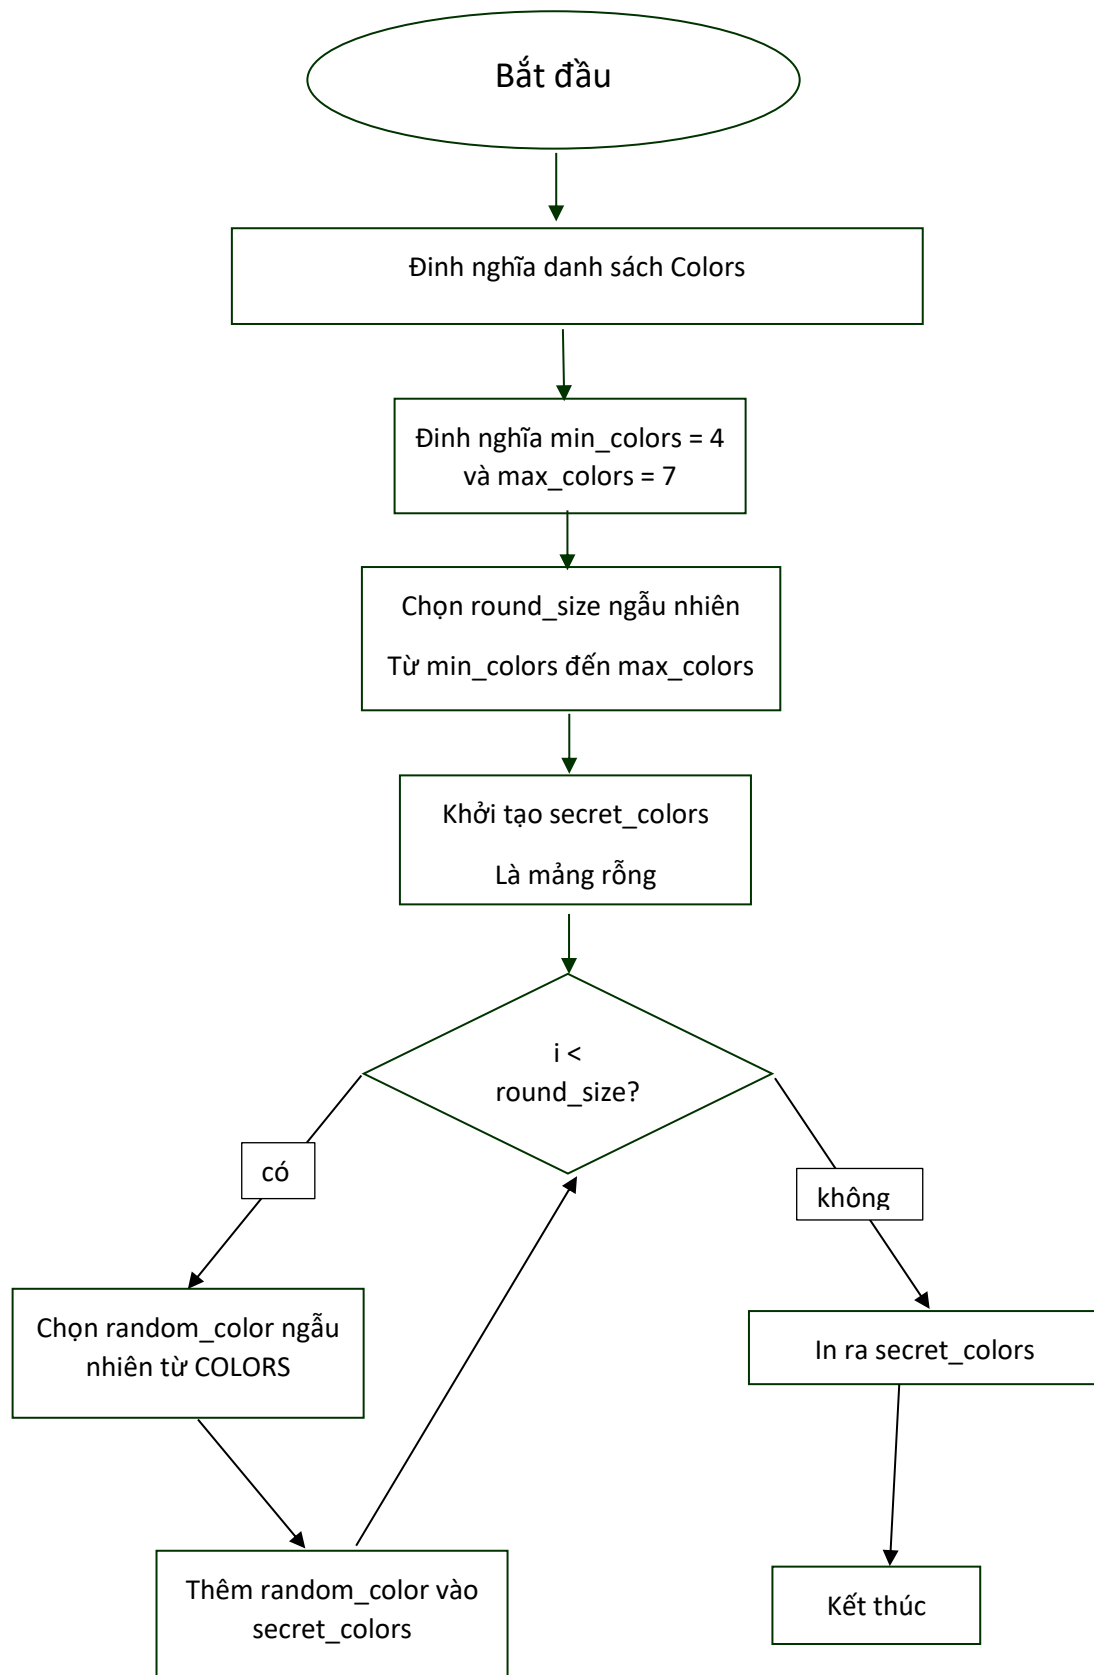 Bắt đầu
Đinh nghĩa danh sách Colors
Đinh nghĩa min_colors = 4
và max_colors = 7
Chọn round_size ngẫu nhiên
Từ min_colors đến max_colors
Khởi tạo secret_colors
Là mảng rỗng
i <
round_size?
có
không
Chọn random_color ngẫu
nhiên từ COLORS
In ra secret_colors
Thêm random_color vào
secret_colors
Kết thúc